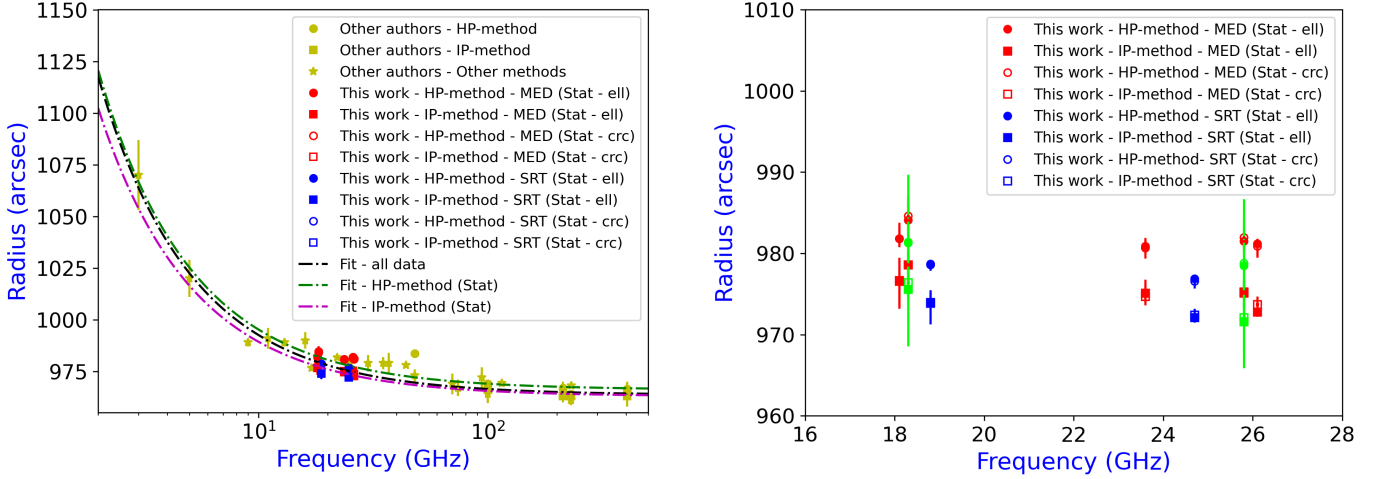 1150
1125
1100
1075
1050
1025
1000
975
Radius (arcsec)
10¹
10²
Frequency (GHz)
Other authors - HP-method
Other authors - IP-method
Other authors - Other methods
This work - HP-method - MED (Stat - ell)
This work - IP-method - MED (Stat - ell)
This work - HP-method - MED (Stat - crc)
This work - IP-method - MED (Stat - crc)
This work - HP-method - SRT (Stat - ell)
This work - IP-method - SRT (Stat - ell)
This work - HP-method - SRT (Stat - crc)
This work - IP-method - SRT (Stat - crc)
Fit - all data
Fit - HP-method (Stat)
Fit - IP-method (Stat)
1010
1000
990
980
970
960
Radius (arcsec)
16
18
20
22
24
26
28
Frequency (GHz)
This work - HP-method - MED (Stat - ell)
This work - IP-method - MED (Stat - ell)
This work - HP-method - MED (Stat - crc)
This work - IP-method - MED (Stat - crc)
This work - HP-method - SRT (Stat - ell)
This work - IP-method - SRT (Stat - ell)
This work - HP-method- SRT (Stat - crc)
This work - IP-method - SRT (Stat - crc)